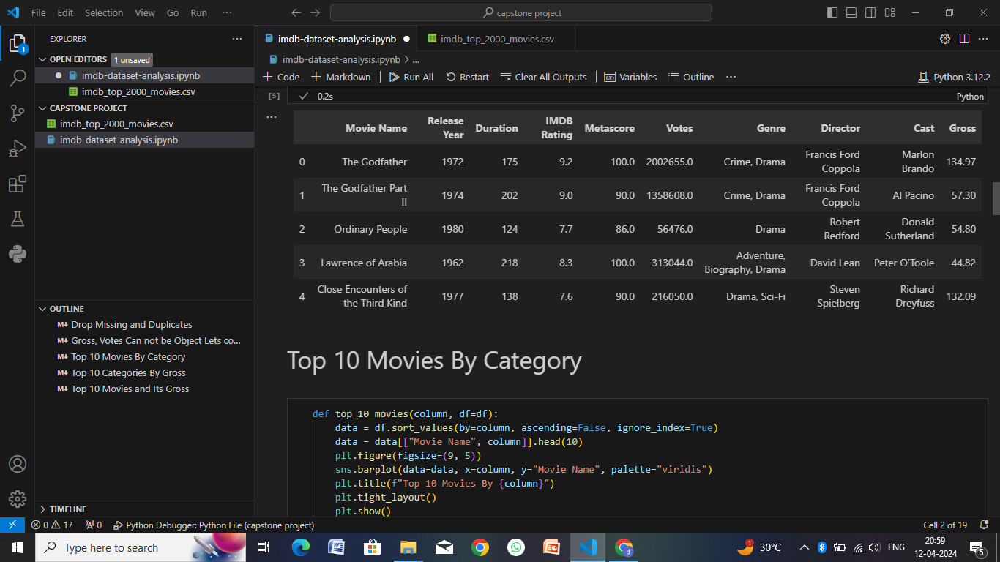 File Edit Selection View Go Run ···
capstone project
EXPLORER ···
OPEN EDITORS 1 unsaved
imdb-dataset-analysis.ipynb
imdb_top_2000_movies.csv
CAPSTONE PROJECT
imdb_top_2000_movies.csv
imdb-dataset-analysis.ipynb
OUTLINE
M↓ Drop Missing and Duplicates
M↓ Gross, Votes Can not be Object Lets co...
M↓ Top 10 Movies By Category
M↓ Top 10 Categories By Gross
M↓ Top 10 Movies and Its Gross
TIMELINE
1
imdb-dataset-analysis.ipynb imdb_top_2000_movies.csv ···
imdb-dataset-analysis.ipynb > ...
+ Code + Markdown Run All Restart Clear All Outputs Variables Outline ··· Python 3.12.2
[5] ✓ 0.2s Python
···
Movie Name Release Year Duration IMDB Rating Metascore Votes Genre Director Cast Gross
0 The Godfather 1972 175 9.2 100.0 2002655.0 Crime, Drama Francis Ford Coppola Marlon Brando 134.97
1 The Godfather Part II 1974 202 9.0 90.0 1358608.0 Crime, Drama Francis Ford Coppola Al Pacino 57.30
2 Ordinary People 1980 124 7.7 86.0 56476.0 Drama Robert Redford Donald Sutherland 54.80
3 Lawrence of Arabia 1962 218 8.3 100.0 313044.0 Adventure, Biography, Drama David Lean Peter O'Toole 44.82
4 Close Encounters of the Third Kind 1977 138 7.6 90.0 216050.0 Drama, Sci-Fi Steven Spielberg Richard Dreyfuss 132.09
Top 10 Movies By Category
def top_10_movies(column, df=df):
    data = df.sort_values(by=column, ascending=False, ignore_index=True)
    data = data[["Movie Name", column]].head(10)
    plt.figure(figsize=(9, 5))
    sns.barplot(data=data, x=column, y="Movie Name", palette="viridis")
    plt.title(f"Top 10 Movies By {column}")
    plt.tight_layout()
    plt.show()
0 17 0 Python Debugger: Python File (capstone project) Cell 2 of 19
Type here to search 1 30°C ENG 20:59
12-04-2024 5